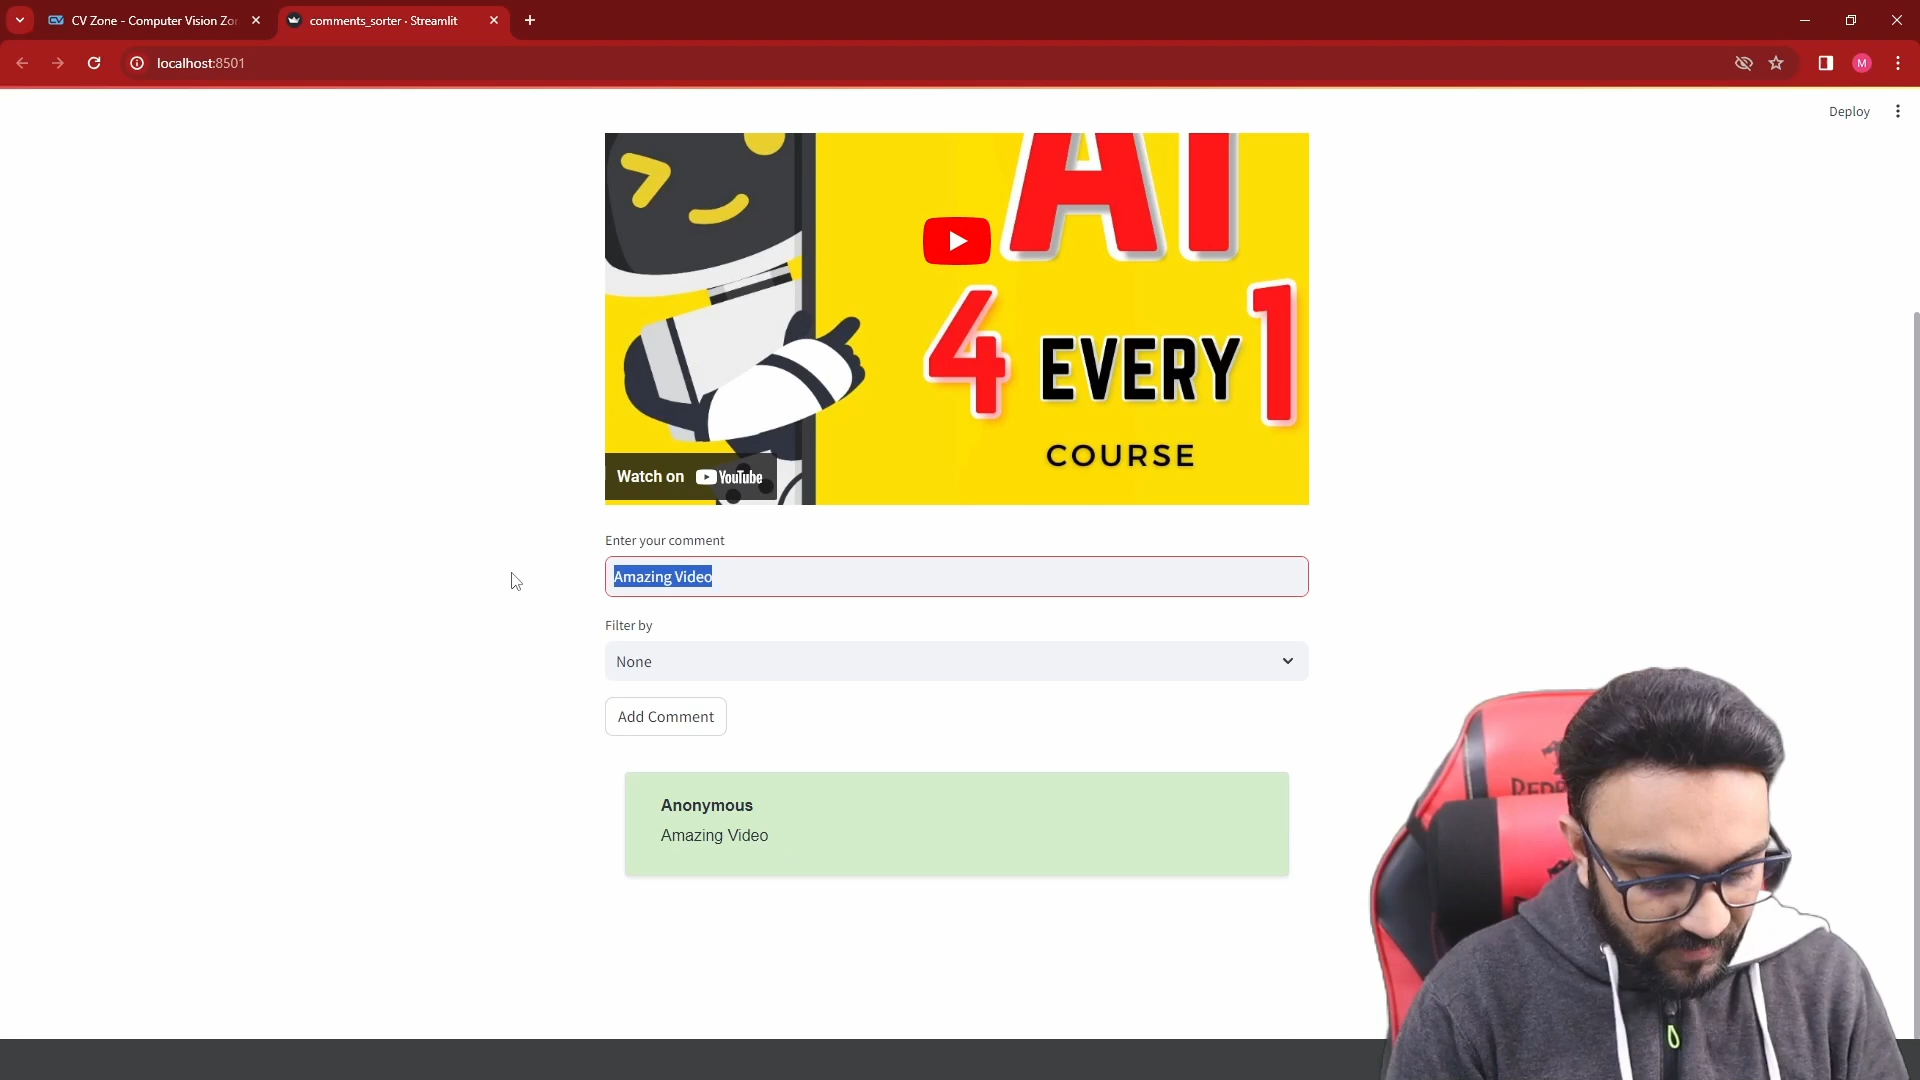 CV Zone - Computer Vision Zo
comments_sorter · Streamlit
localhost:8501
M
Deploy
AI
4 EVERY 1
COURSE
Watch on YouTube
Enter your comment
Amazing Video
Filter by
None
Add Comment
Anonymous
Amazing Video